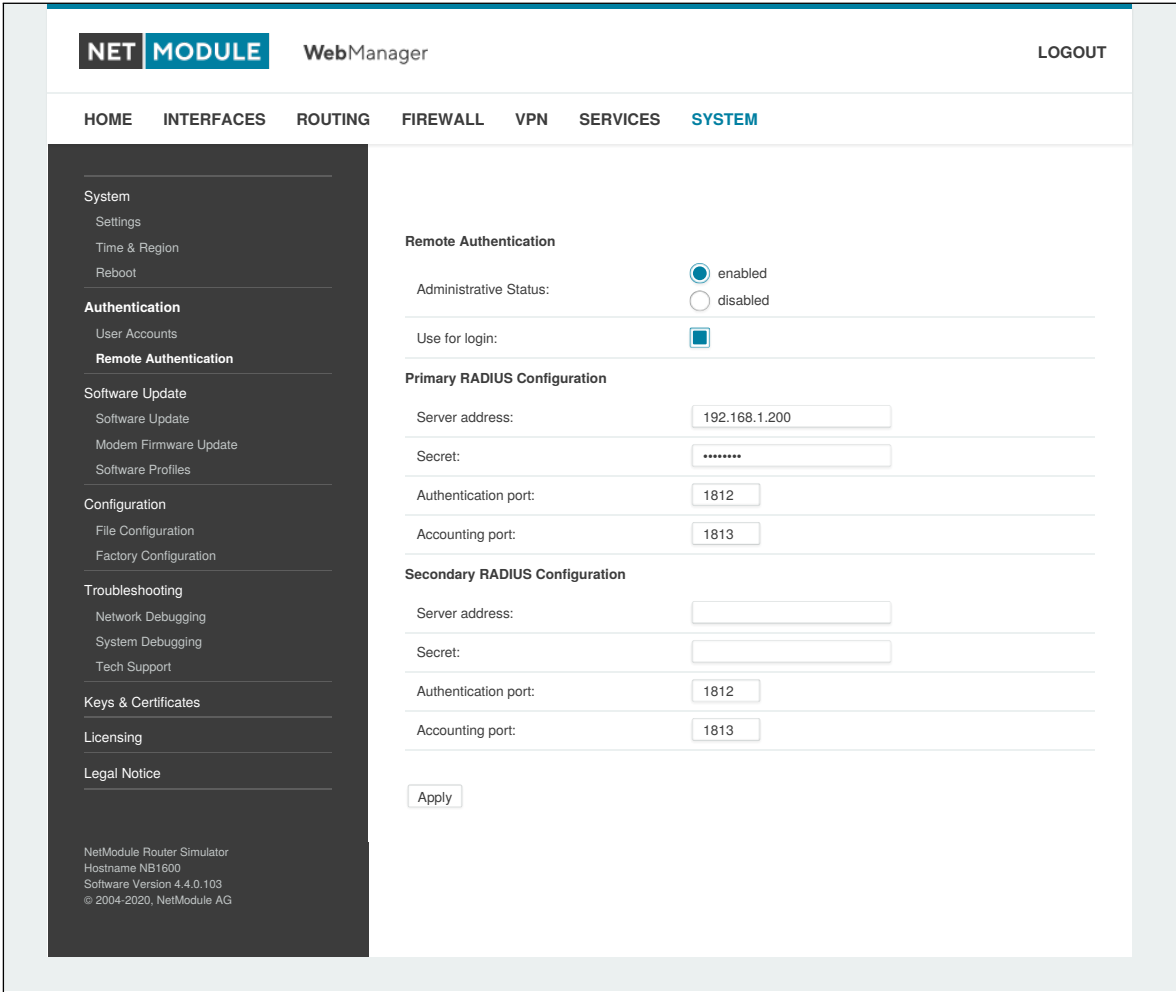 NET MODULE WebManager LOGOUT
HOME INTERFACES ROUTING FIREWALL VPN SERVICES SYSTEM
System
Settings
Time & Region
Reboot
Authentication
User Accounts
Remote Authentication
Software Update
Software Update
Modem Firmware Update
Software Profiles
Configuration
File Configuration
Factory Configuration
Troubleshooting
Network Debugging
System Debugging
Tech Support
Keys & Certificates
Licensing
Legal Notice
NetModule Router Simulator
Hostname NB1600
Software Version 4.4.0.103
© 2004-2020, NetModule AG
Remote Authentication
Administrative Status: enabled
disabled
Use for login:
Primary RADIUS Configuration
Server address: 192.168.1.200
Secret: ••••••••
Authentication port: 1812
Accounting port: 1813
Secondary RADIUS Configuration
Server address:
Secret:
Authentication port: 1812
Accounting port: 1813
Apply